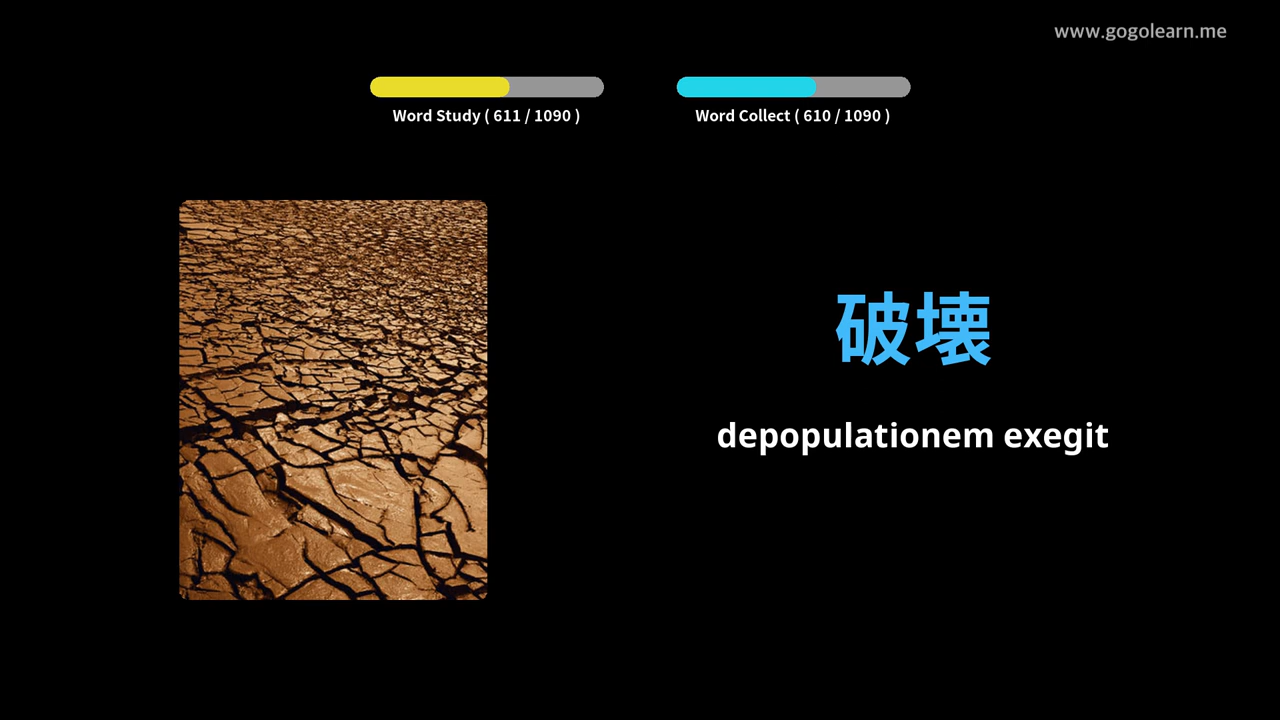 www.gogolearn.me
Word Study ( 611 / 1090 )
Word Collect ( 610 / 1090 )
破壊
depopulationem exegit